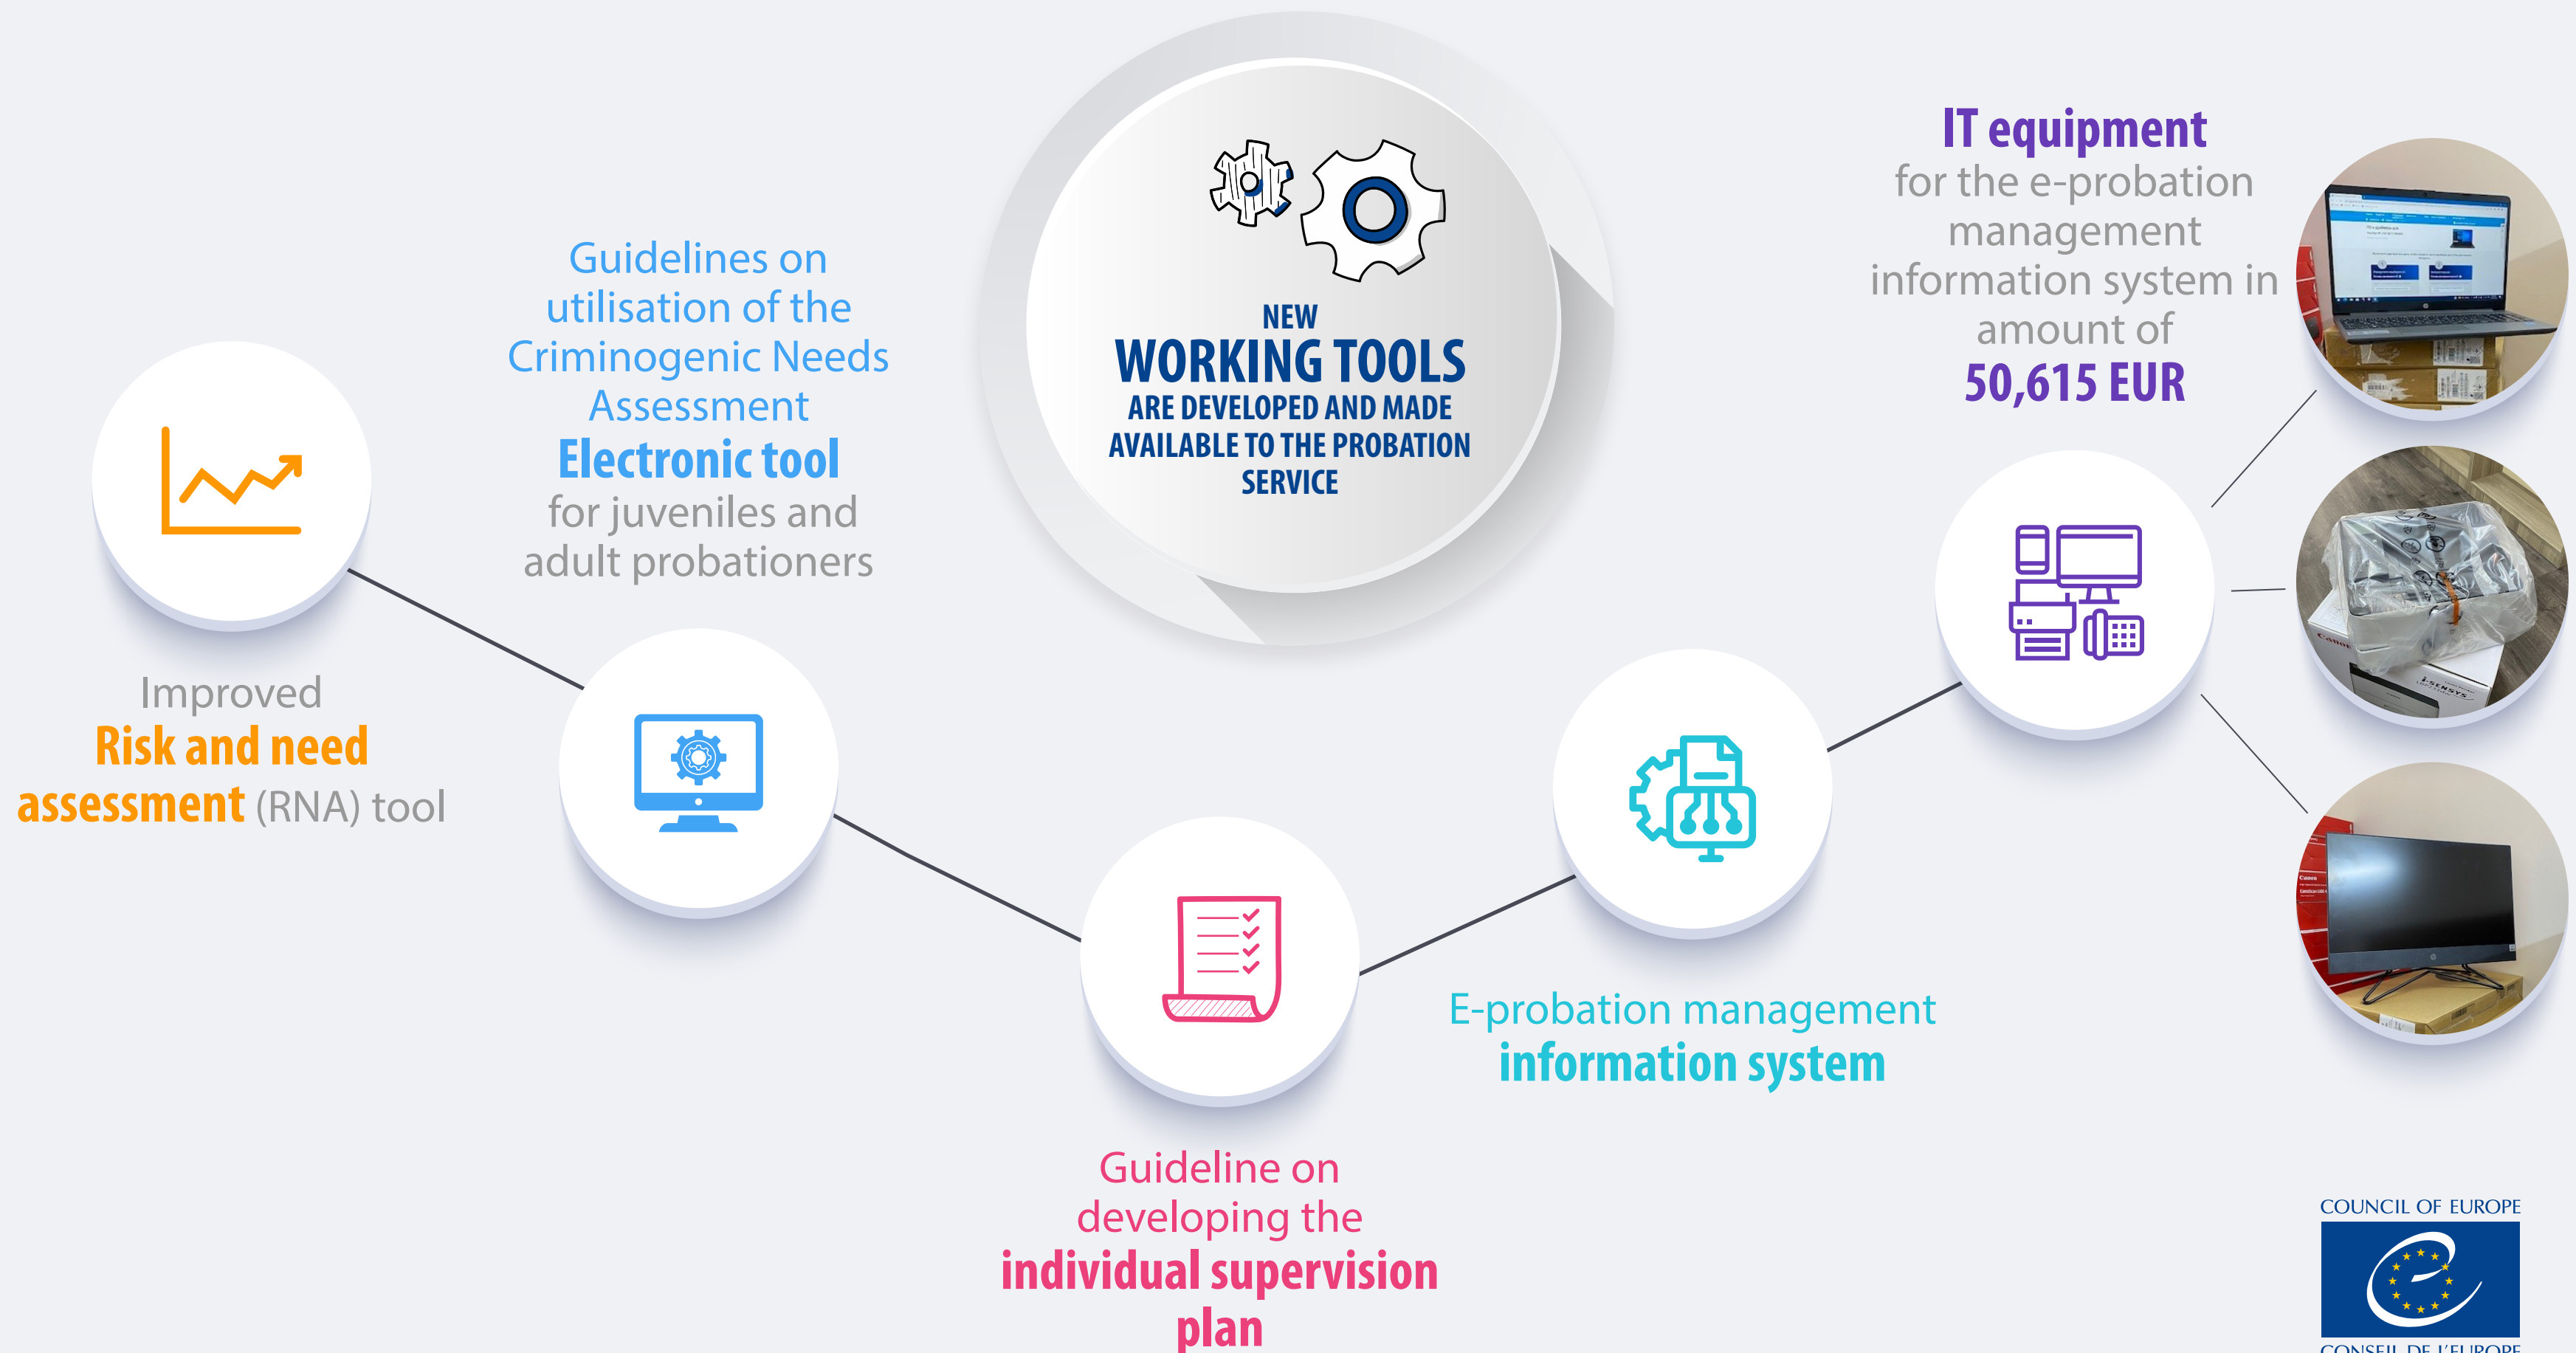 NEW
WORKING TOOLS
ARE DEVELOPED AND MADE
AVAILABLE TO THE PROBATION
SERVICE
Improved
Risk and need
assessment (RNA) tool
Guidelines on
utilisation of the
Criminogenic Needs
Assessment
Electronic tool
for juveniles and
adult probationers
Guideline on
developing the
individual supervision
plan
E-probation management
information system
IT equipment
for the e-probation
management
information system in
amount of
50,615 EUR
Canon
i-SENSYS
Canon
COUNCIL OF EUROPE
CONSEIL DE L'EUROPE